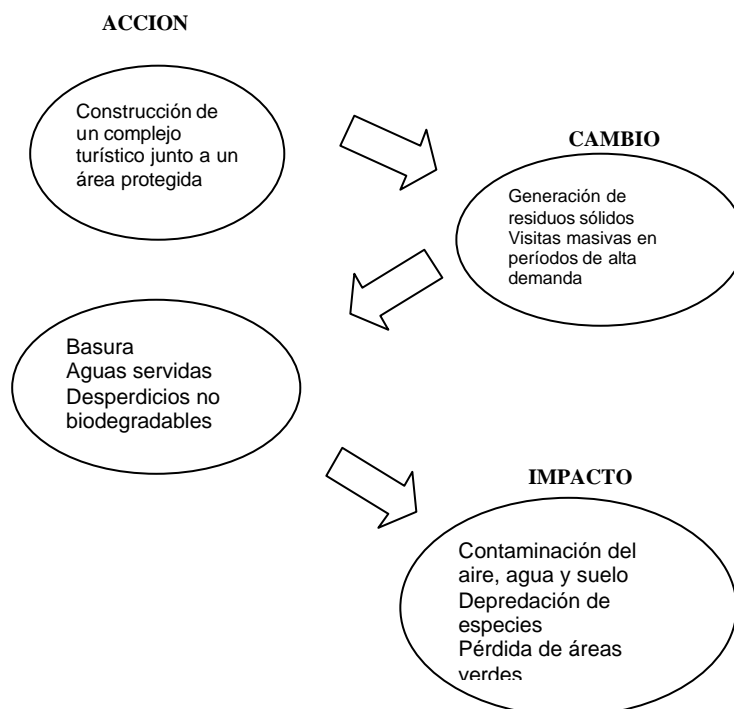 ACCION
Construcción de
un complejo
turístico junto a un
área protegida
CAMBIO
Generación de
residuos sólidos
Visitas masivas en
períodos de alta
demanda
Basura
Aguas servidas
Desperdicios no
biodegradables
IMPACTO
Contaminación del
aire, agua y suelo
Depredación de
especies
Pérdida de áreas
verdes